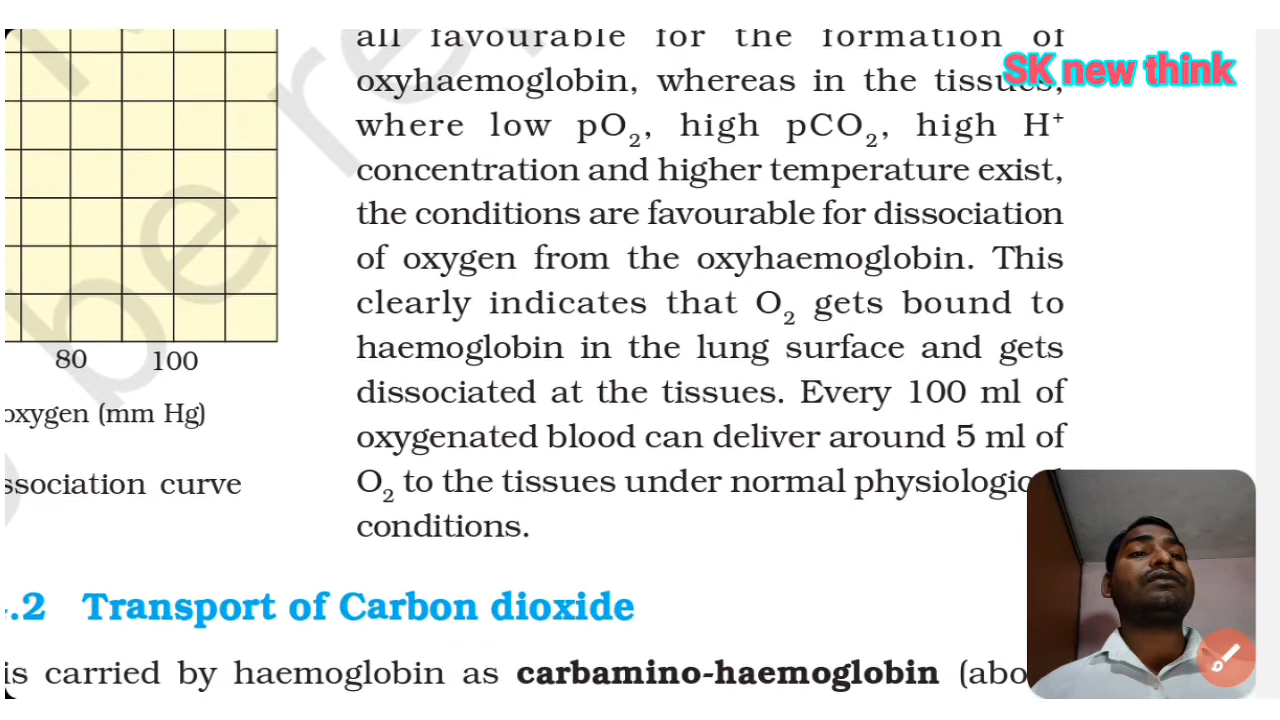 all favourable for the formation of
SK new think
oxyhaemoglobin, whereas in the tissues,
where low pO₂, high pCO₂, high H⁺
concentration and higher temperature exist,
the conditions are favourable for dissociation
of oxygen from the oxyhaemoglobin. This
clearly indicates that O₂ gets bound to
haemoglobin in the lung surface and gets
dissociated at the tissues. Every 100 ml of
oxygenated blood can deliver around 5 ml of
O₂ to the tissues under normal physiologic
conditions.
80 100
oxygen (mm Hg)
ssociation curve
.2 Transport of Carbon dioxide
is carried by haemoglobin as carbamino-haemoglobin (abo
be re